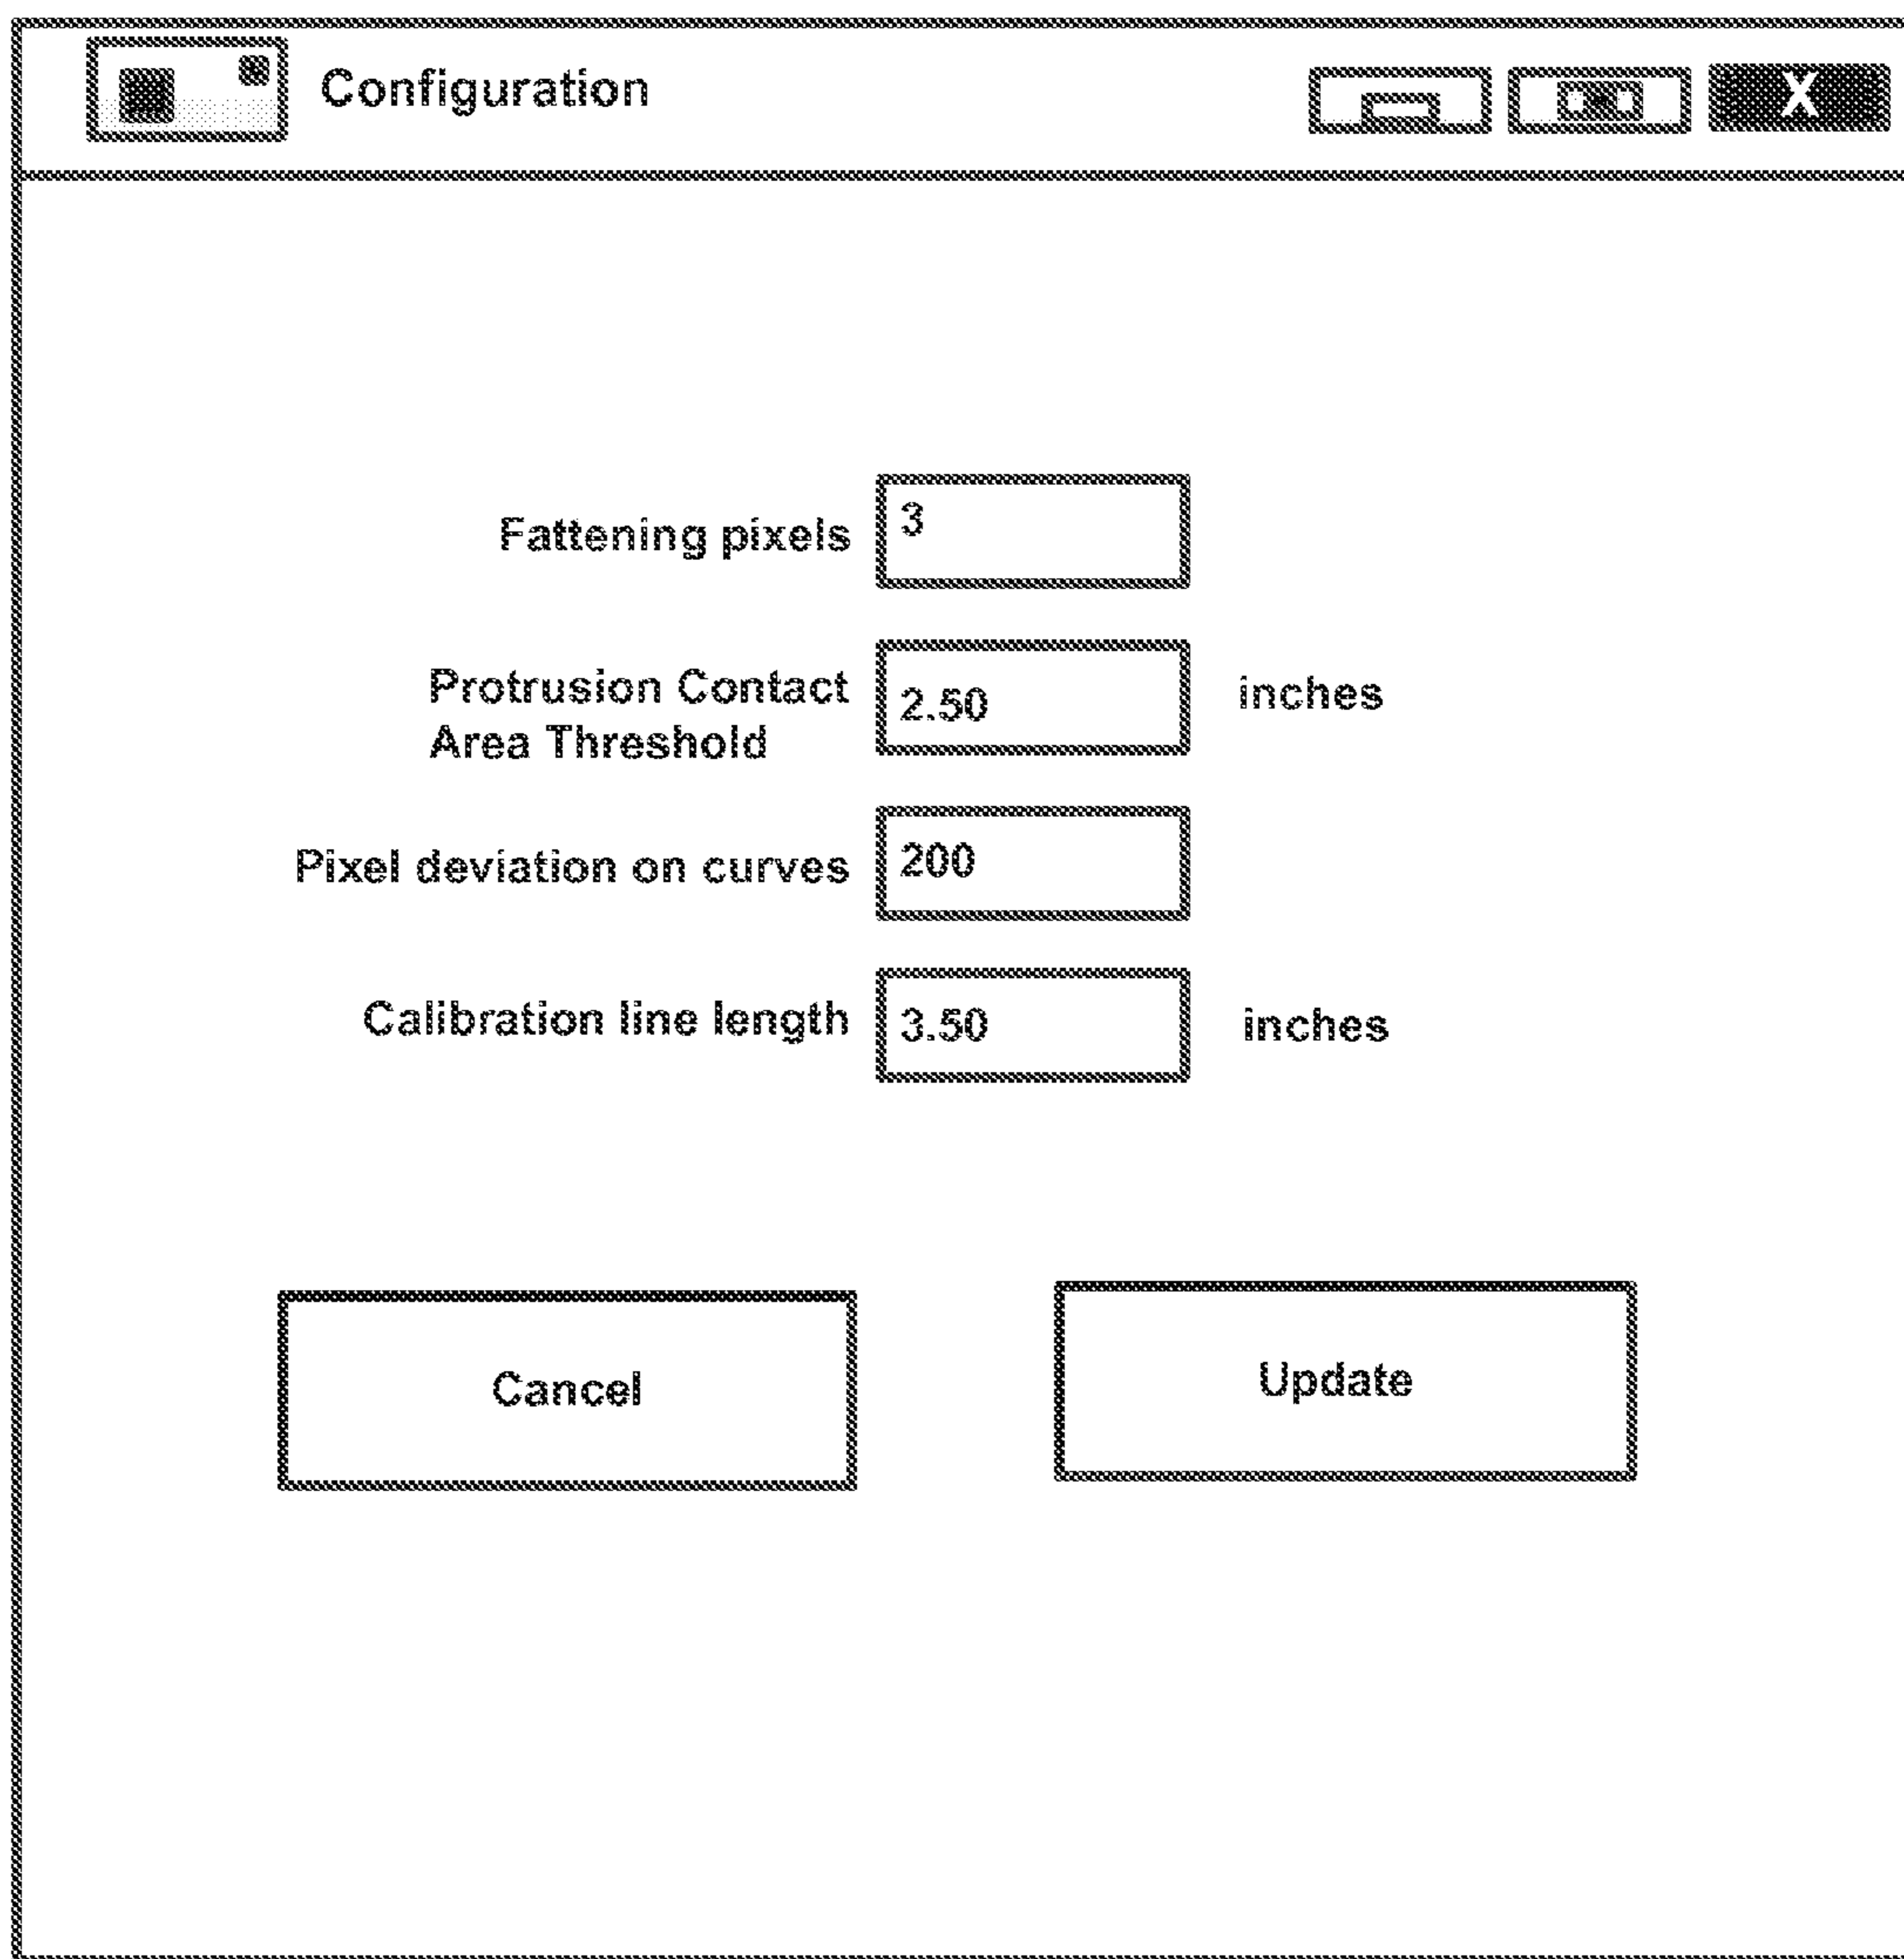 Configuration
X
Fattening pixels 3
Protrusion Contact
Area Threshold 2.50 inches
Pixel deviation on curves 200
Calibration line length 3.50 inches
Cancel Update